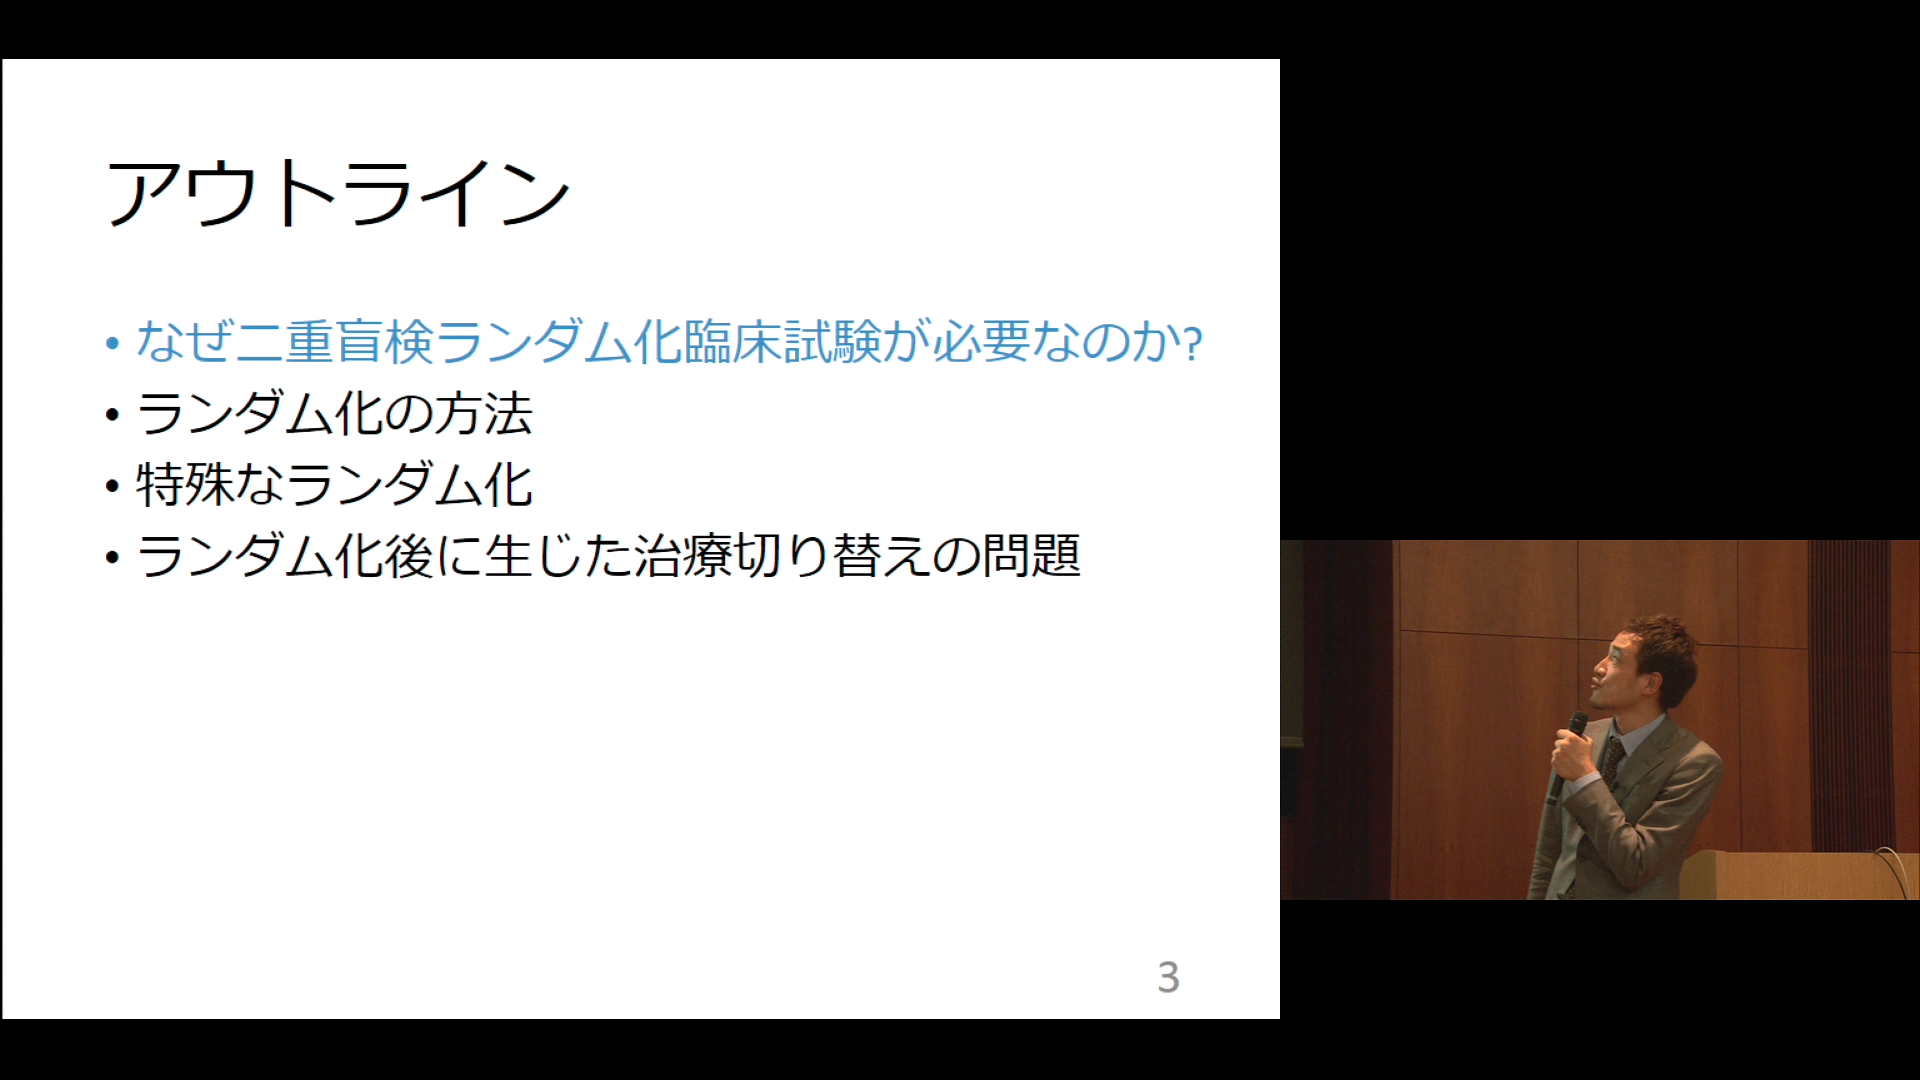 アウトライン
• なぜ二重盲検ランダム化臨床試験が必要なのか?
• ランダム化の方法
• 特殊なランダム化
• ランダム化後に生じた治療切り替えの問題
3